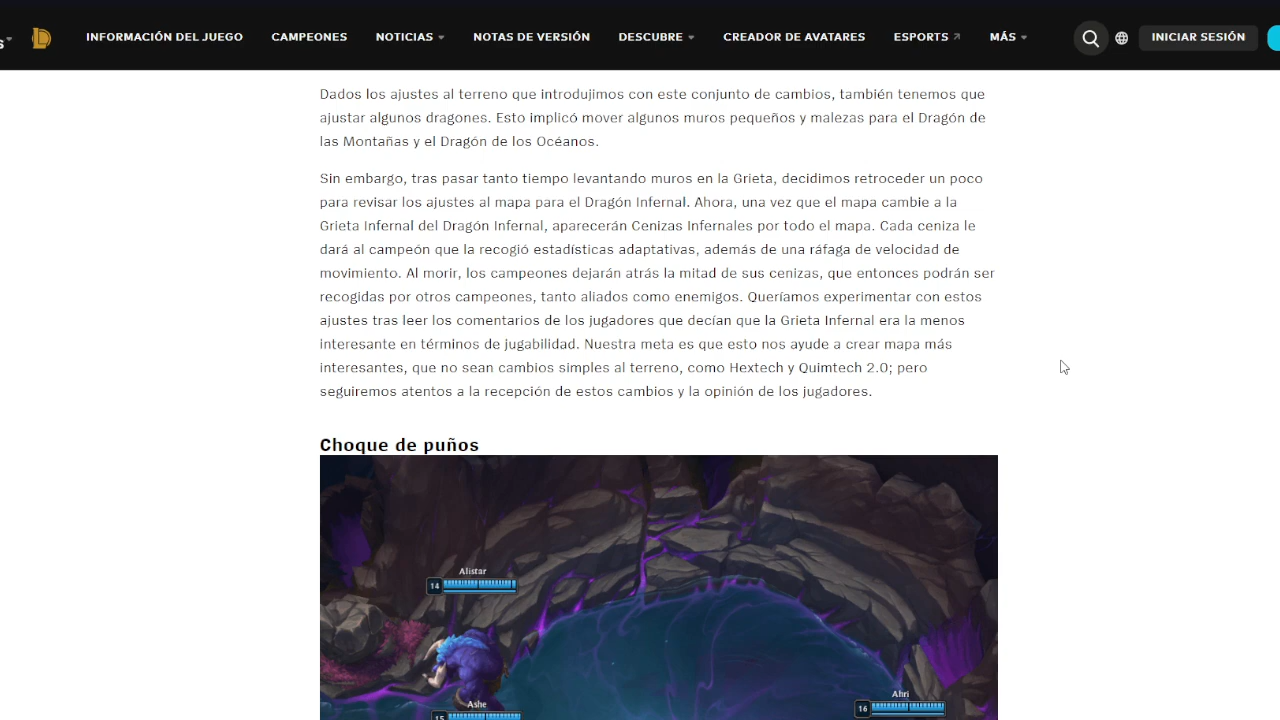 S
INFORMACIÓN DEL JUEGO CAMPEONES NOTICIAS NOTAS DE VERSIÓN DESCUBRE CREADOR DE AVATARES ESPORTS MÁS INICIAR SESIÓN
Dados los ajustes al terreno que introdujimos con este conjunto de cambios, también tenemos que
ajustar algunos dragones. Esto implicó mover algunos muros pequeños y malezas para el Dragón de
las Montañas y el Dragón de los Océanos.
Sin embargo, tras pasar tanto tiempo levantando muros en la Grieta, decidimos retroceder un poco
para revisar los ajustes al mapa para el Dragón Infernal. Ahora, una vez que el mapa cambie a la
Grieta Infernal del Dragón Infernal, aparecerán Cenizas Infernales por todo el mapa. Cada ceniza le
dará al campeón que la recogió estadísticas adaptativas, además de una ráfaga de velocidad de
movimiento. Al morir, los campeones dejarán atrás la mitad de sus cenizas, que entonces podrán ser
recogidas por otros campeones, tanto aliados como enemigos. Queríamos experimentar con estos
ajustes tras leer los comentarios de los jugadores que decían que la Grieta Infernal era la menos
interesante en términos de jugabilidad. Nuestra meta es que esto nos ayude a crear mapa más
interesantes, que no sean cambios simples al terreno, como Hextech y Quimtech 2.0; pero
seguiremos atentos a la recepción de estos cambios y la opinión de los jugadores.
Choque de puños
Alistar
14
Ahri
16
Ashe
15